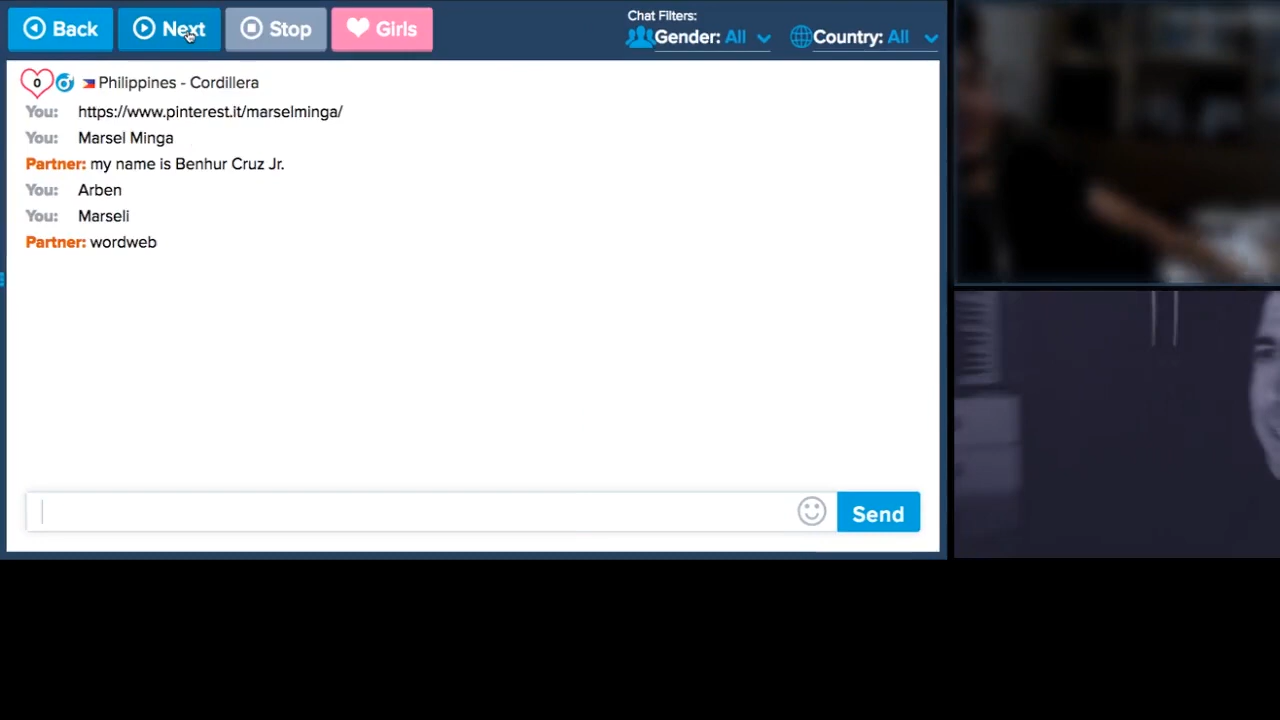 Back Next Stop Girls
Chat Filters:
Gender: All Country: All
0 Philippines - Cordillera
You: https://www.pinterest.it/marselminga/
You: Marsel Minga
Partner: my name is Benhur Cruz Jr.
You: Arben
You: Marseli
Partner: wordweb
Send